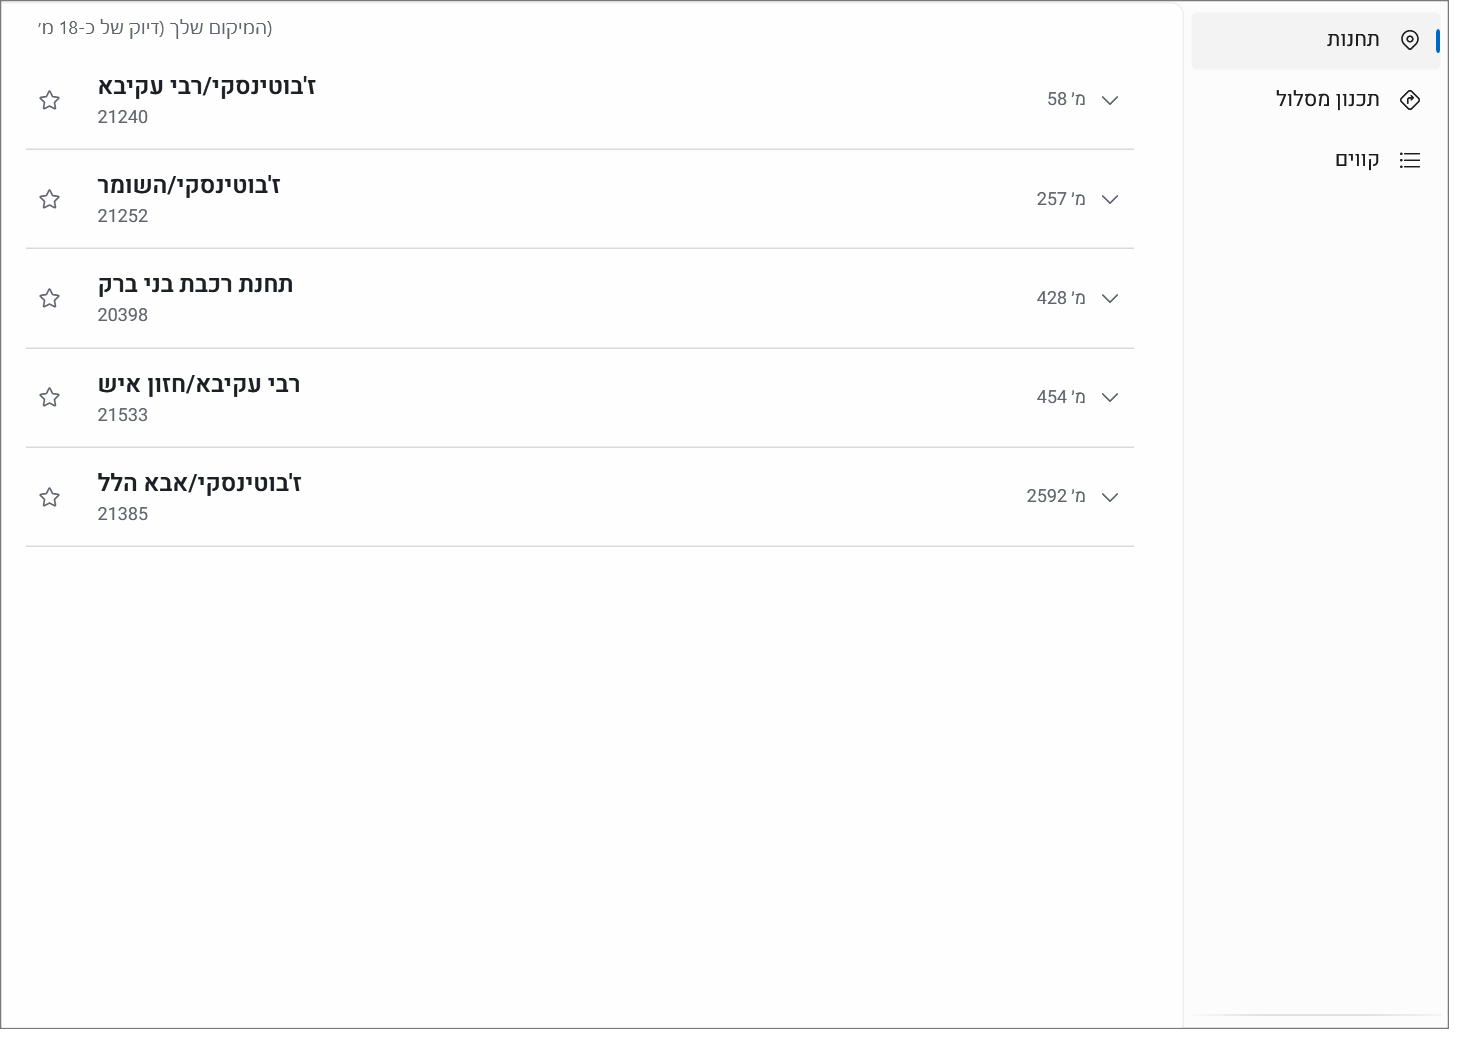 תחנות
תכנון מסלול
קווים
(המיקום שלך (דיוק של כ-18 מ׳
ז'בוטינסקי/רבי עקיבא
21240
58 מ׳
ז'בוטינסקי/השומר
21252
257 מ׳
תחנת רכבת בני ברק
20398
428 מ׳
רבי עקיבא/חזון איש
21533
454 מ׳
ז'בוטינסקי/אבא הלל
21385
2592 מ׳